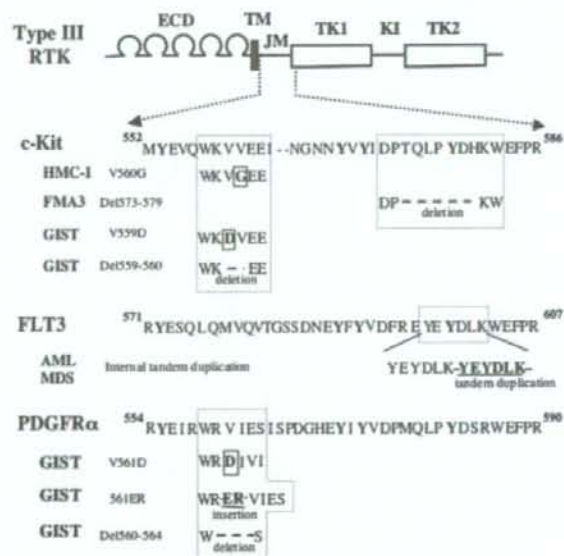 Type III RTK
ECD TM JM TK1 KI TK2
c-Kit 552 MYEVQWKVVEEI--NGNNYVYIDPTQLPYDHKWEFPR 586
HMC-1 V560G WKVGEE
FMA3 Del573-579 DP------KW
deletion
GIST V559D WKDVEE
GIST Del559-560 WK--EE
deletion
FLT3 571 RYESQLQMVQVTGSSDNEYFYVDFREYEYDLKWEFPR 607
AML MDS Internal tandem duplication YEYDLK-YEYDLK-
tandem duplication
PDGFRα 554 RYEIRWRVIESISPDGHEYIYVDPMQLPYDSRWEFPR 590
GIST V561D WRDIVI
GIST 561ER WR-ER-VIES
insertion
GIST Del560-564 W---S
deletion